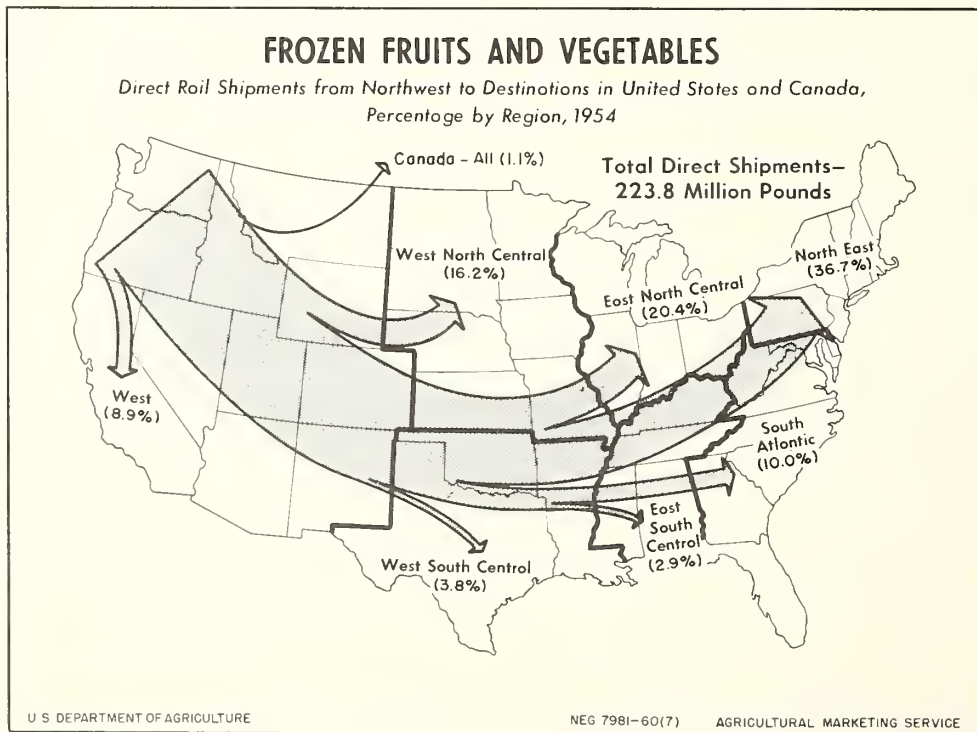 FROZEN FRUITS AND VEGETABLES
Direct Rail Shipments from Northwest to Destinations in United States and Canada,
Percentage by Region, 1954
Canada - All (1.1%)
Total Direct Shipments—
223.8 Million Pounds
West North Central
(16.2%)
North East
(36.7%)
East North Central
(20.4%)
West
(8.9%)
South
Atlantic
(10.0%)
East
South
Central
(2.9%)
West South Central
(3.8%)
U S DEPARTMENT OF AGRICULTURE
NEG 7981-60(7)
AGRICULTURAL MARKETING SERVICE